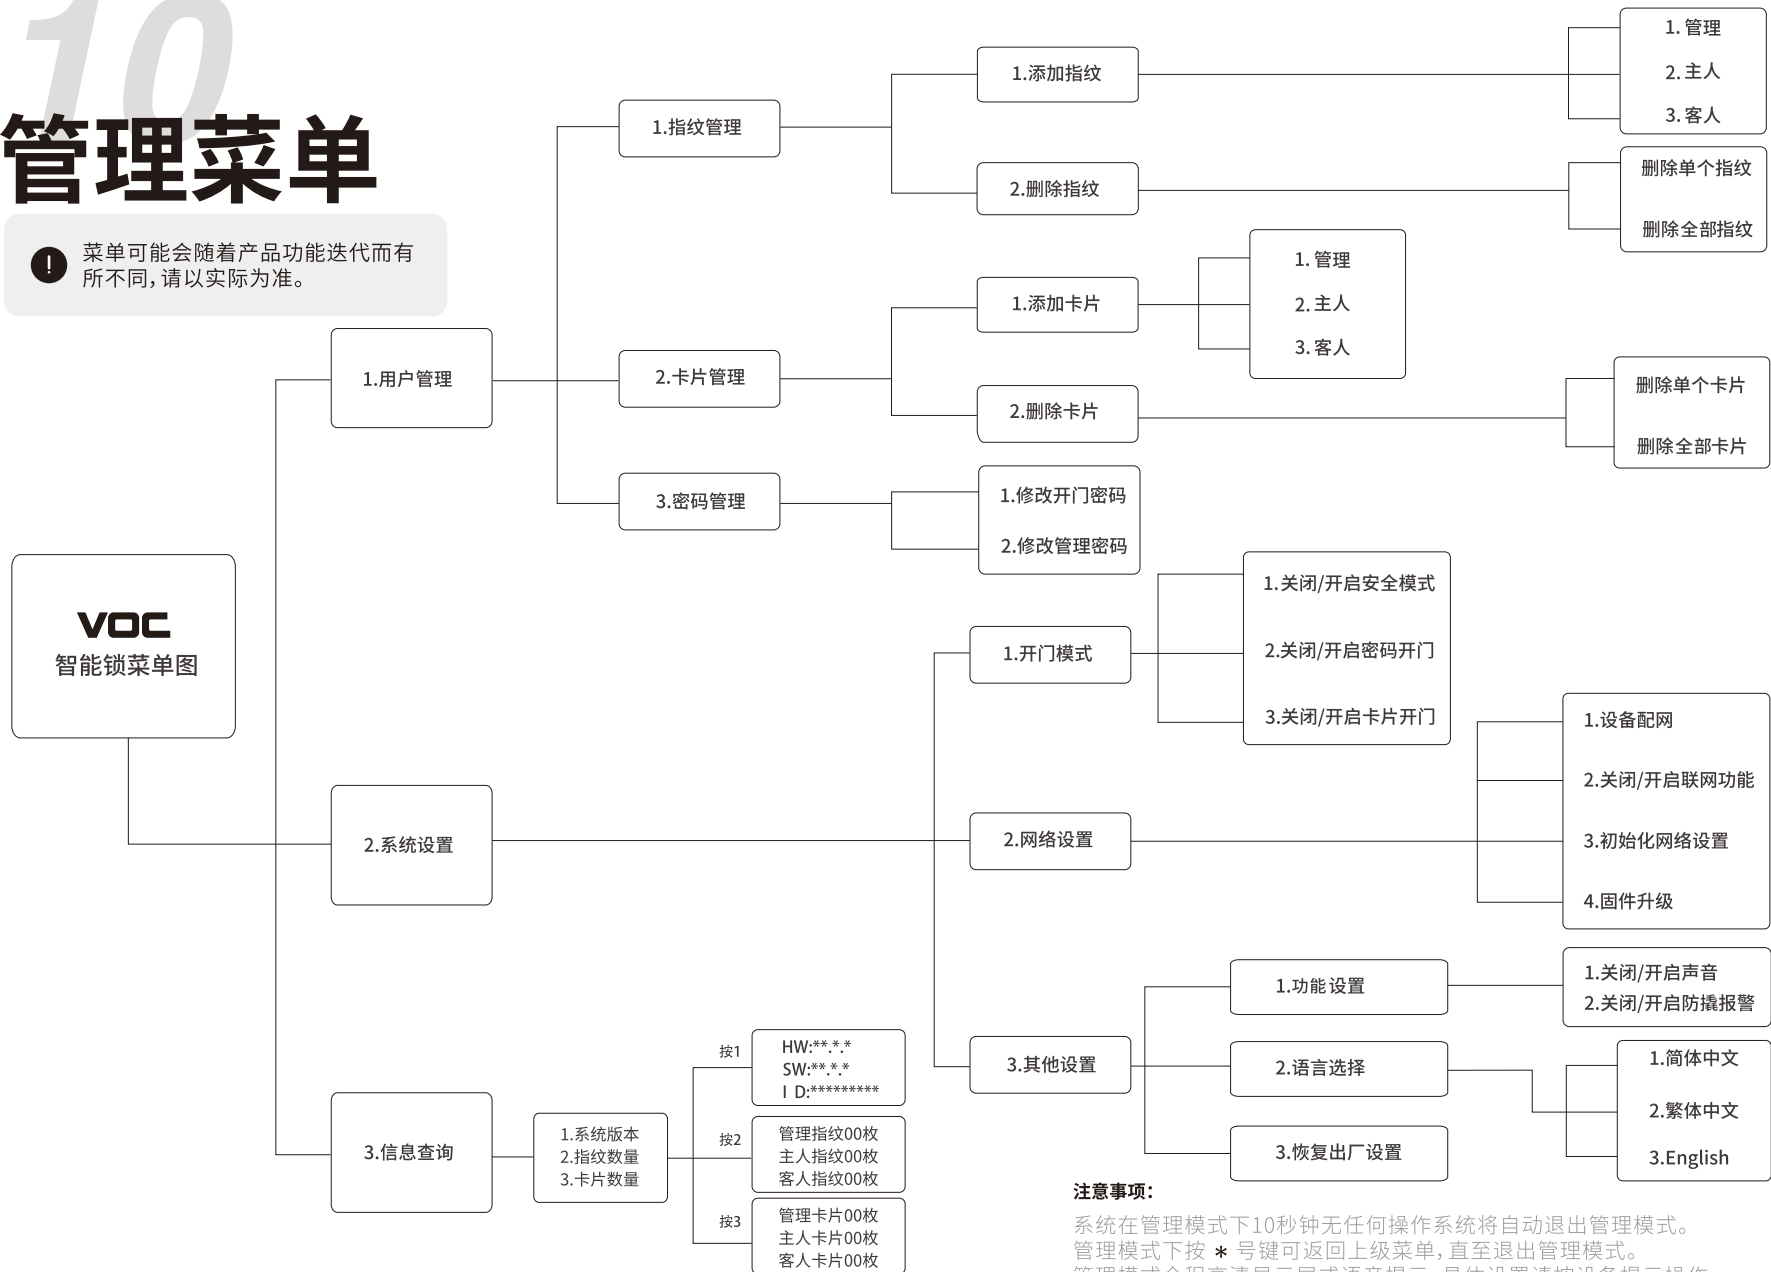 10
管理菜单
菜单可能会随着产品功能迭代而有
所不同,请以实际为准。
VOC
智能锁菜单图
1.用户管理
1.指纹管理
1.添加指纹
1. 管理
2. 主人
3. 客人
2.删除指纹
删除单个指纹
删除全部指纹
2.卡片管理
1.添加卡片
1. 管理
2. 主人
3. 客人
2.删除卡片
删除单个卡片
删除全部卡片
3.密码管理
1.修改开门密码
2.修改管理密码
2.系统设置
1.开门模式
1.关闭/开启安全模式
2.关闭/开启密码开门
3.关闭/开启卡片开门
2.网络设置
1.设备配网
2.关闭/开启联网功能
3.初始化网络设置
4.固件升级
3.其他设置
1.功能设置
1.关闭/开启声音
2.关闭/开启防撬报警
2.语言选择
1.简体中文
2.繁体中文
3.English
3.恢复出厂设置
3.信息查询
1.系统版本
2.指纹数量
3.卡片数量
按1
HW:**.*.*
SW:**.*.*
I D:*********
按2
管理指纹00枚
主人指纹00枚
客人指纹00枚
按3
管理卡片00枚
主人卡片00枚
客人卡片00枚
注意事项:
系统在管理模式下10秒钟无任何操作系统将自动退出管理模式。
管理模式下按 * 号键可返回上级菜单,直至退出管理模式。